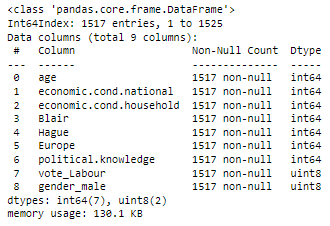 <class 'pandas.core.frame.DataFrame'>
Int64Index: 1517 entries, 1 to 1525
Data columns (total 9 columns):
 #   Column                   Non-Null Count  Dtype
---  ------                   --------------  -----
 0   age                      1517 non-null   int64
 1   economic.cond.national   1517 non-null   int64
 2   economic.cond.household  1517 non-null   int64
 3   Blair                    1517 non-null   int64
 4   Hague                    1517 non-null   int64
 5   Europe                   1517 non-null   int64
 6   political.knowledge      1517 non-null   int64
 7   vote_Labour              1517 non-null   uint8
 8   gender_male              1517 non-null   uint8
dtypes: int64(7), uint8(2)
memory usage: 130.1 KB